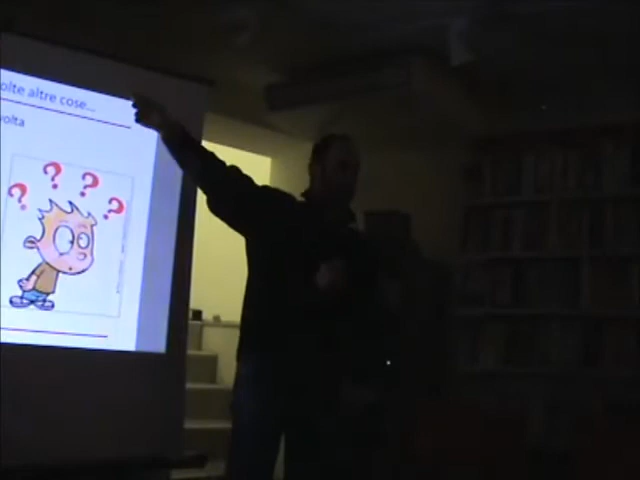 olte altre cose...
volta
? ? ? ?